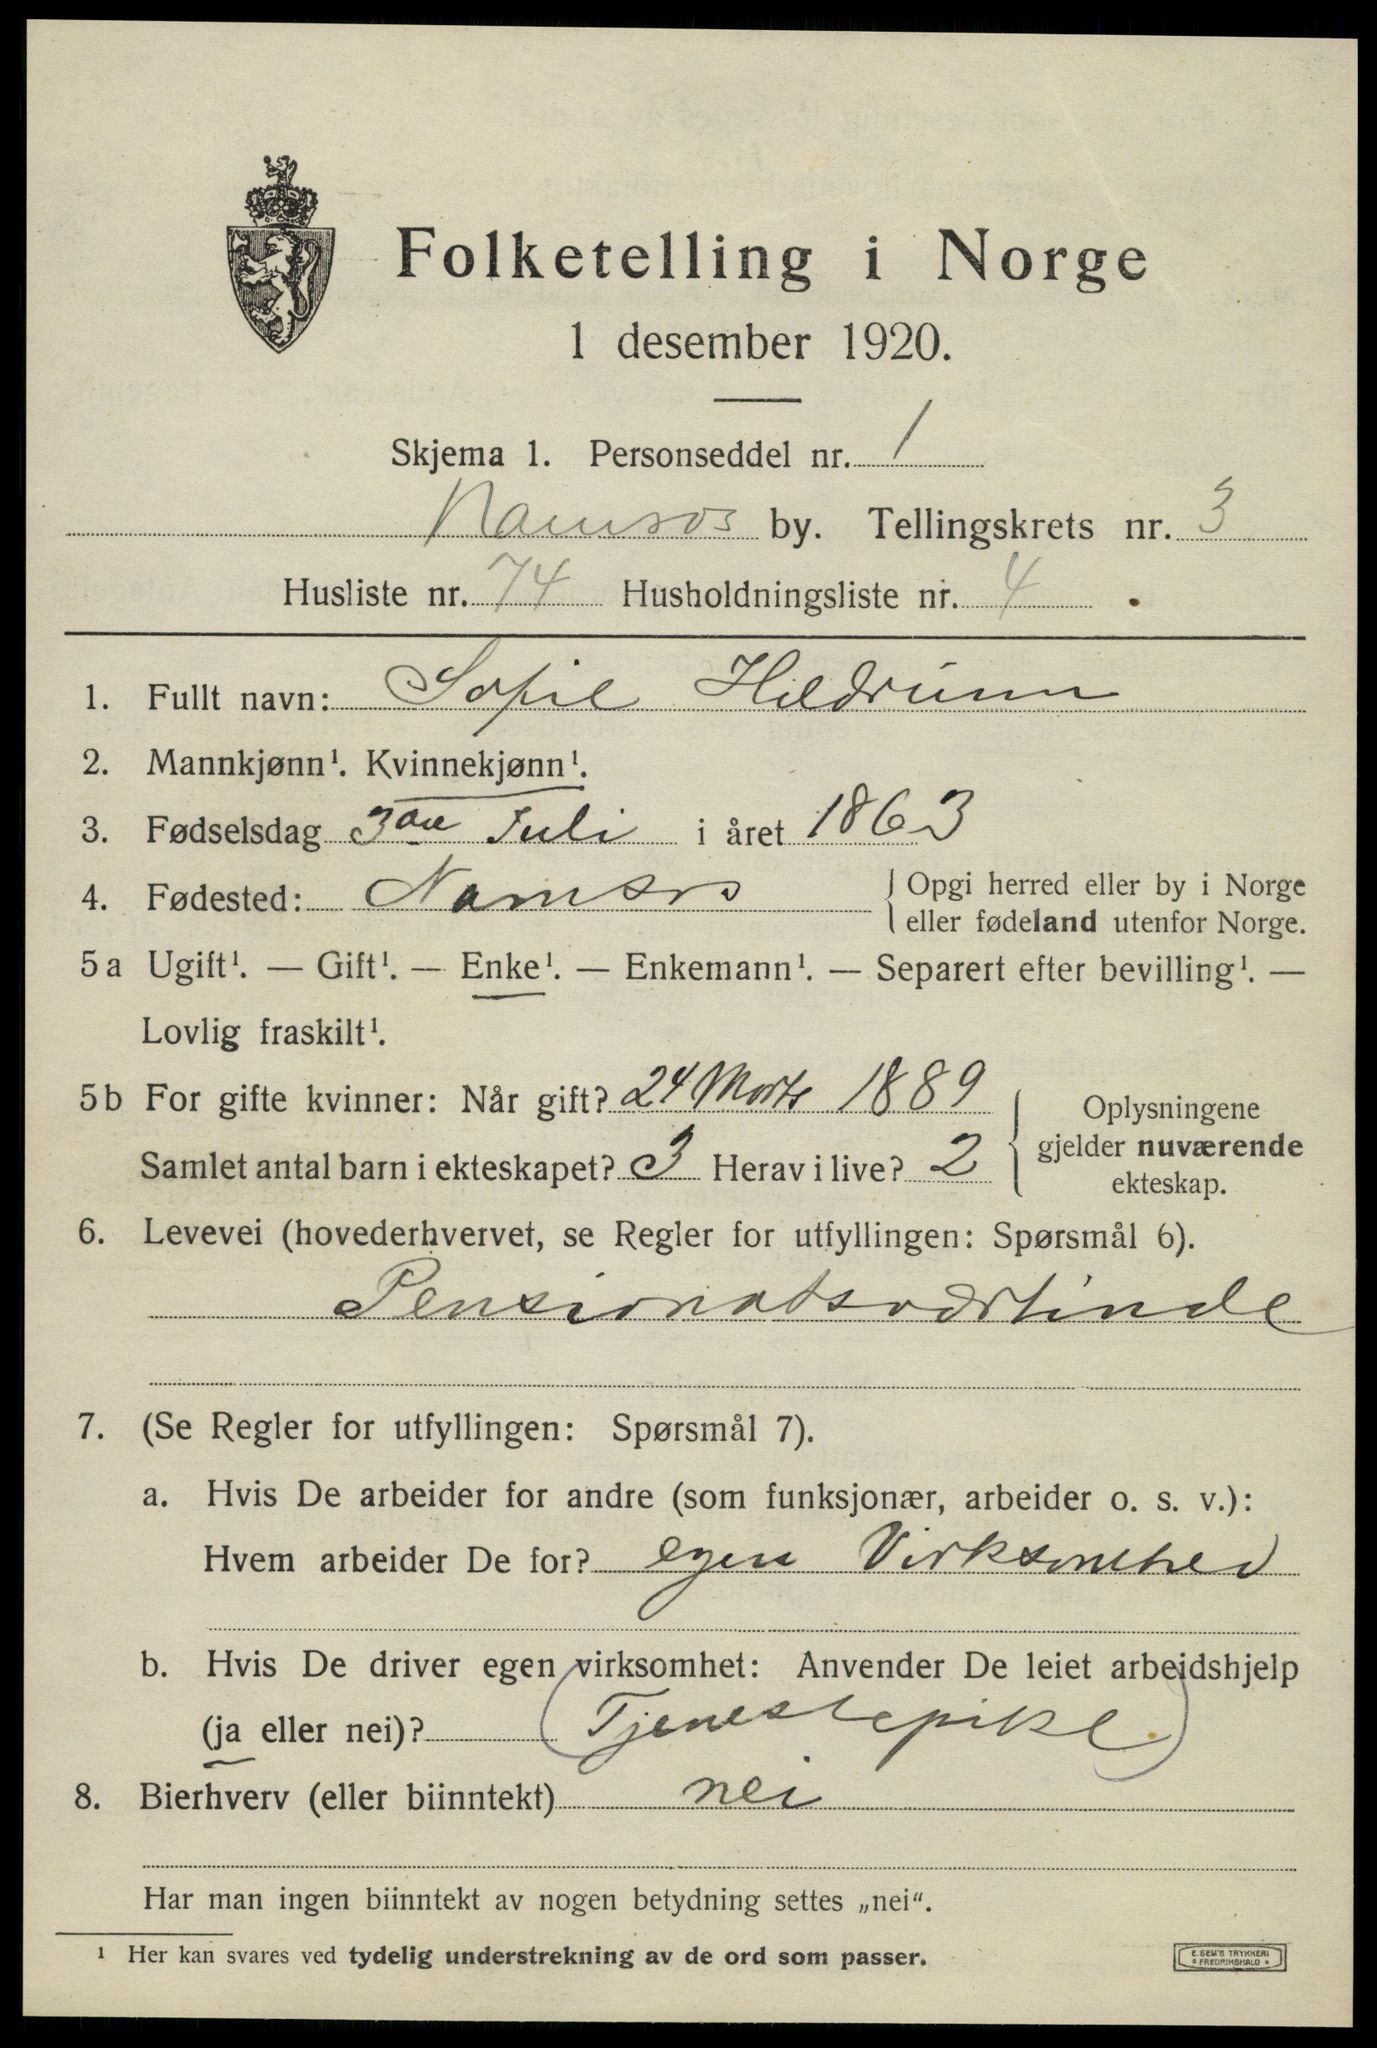 Folketelling i Norge
1 desember 1920.
Skjema 1. Personseddel nr. 1
Namsos by. Tellingskrets nr. 3
Husliste nr. 74 Husholdningsliste nr. 4
1. Fullt navn: Sofie Hildrum
2. Mannkjønn¹. Kvinnekjønn¹.
3. Fødselsdag 3die Juli i året 1863
4. Fødested: Namsos { Opgi herred eller by i Norge
eller fødeland utenfor Norge.
5 a Ugift¹. — Gift¹. — Enke¹. — Enkemann¹. — Separert efter bevilling¹. —
Lovlig fraskilt¹.
5 b For gifte kvinner: Når gift? 24 Marts 1889 { Oplysningene
gjelder nuværende
Samlet antal barn i ekteskapet? 3 Herav i live? 2
ekteskap.
6. Levevei (hovederhvervet, se Regler for utfyllingen: Spørsmål 6).
Pensionatsværtinde
7. (Se Regler for utfyllingen: Spørsmål 7).
a. Hvis De arbeider for andre (som funksjonær, arbeider o. s. v.):
Hvem arbeider De for? egen Virksomhed
b. Hvis De driver egen virksomhet: Anvender De leiet arbeidshjelp
(ja eller nei)? (Tjenestepike)
8. Bierhverv (eller biinntekt) nei
Har man ingen biinntekt av nogen betydning settes „nei“.
¹ Her kan svares ved tydelig understrekning av de ord som passer.
E. SEM'S TRYKKERI
FREDRIKSHALD